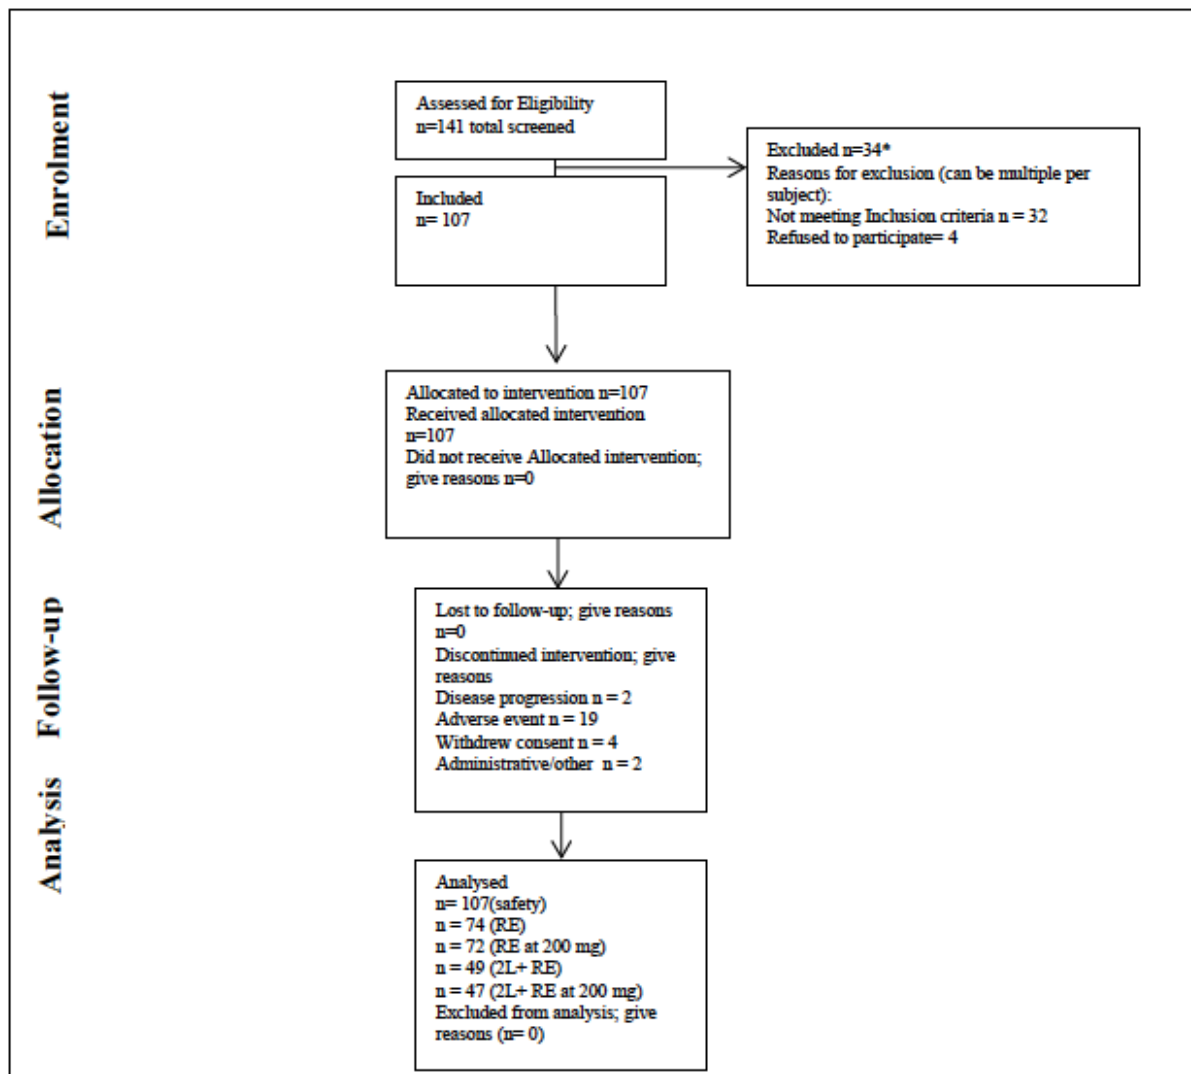 Enrolment
Assessed for Eligibility
n=141 total screened
Excluded n=34*
Reasons for exclusion (can be multiple per
subject):
Not meeting Inclusion criteria n = 32
Refused to participate= 4
Included
n= 107
Allocation
Allocated to intervention n=107
Received allocated intervention
n=107
Did not receive Allocated intervention;
give reasons n=0
Follow-up
Lost to follow-up; give reasons
n=0
Discontinued intervention; give
reasons
Disease progression n = 2
Adverse event n = 19
Withdrew consent n = 4
Administrative/other n = 2
Analysis
Analysed
n= 107(safety)
n = 74 (RE)
n = 72 (RE at 200 mg)
n = 49 (2L+ RE)
n = 47 (2L+ RE at 200 mg)
Excluded from analysis; give
reasons (n= 0)